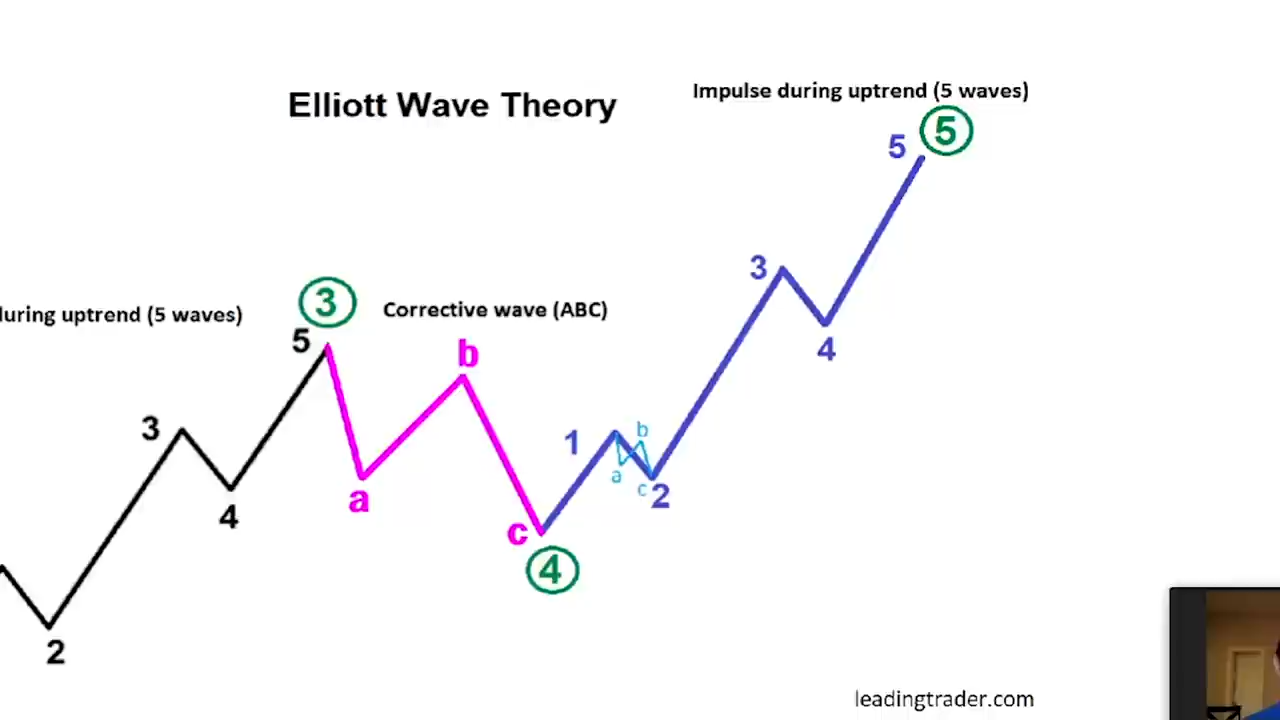 Impulse during uptrend (5 waves)
Elliott Wave Theory
5
5
3
3
Corrective wave (ABC)
during uptrend (5 waves)
5
b
4
3
1
b
a
c
2
a
4
c
4
2
leadingtrader.com